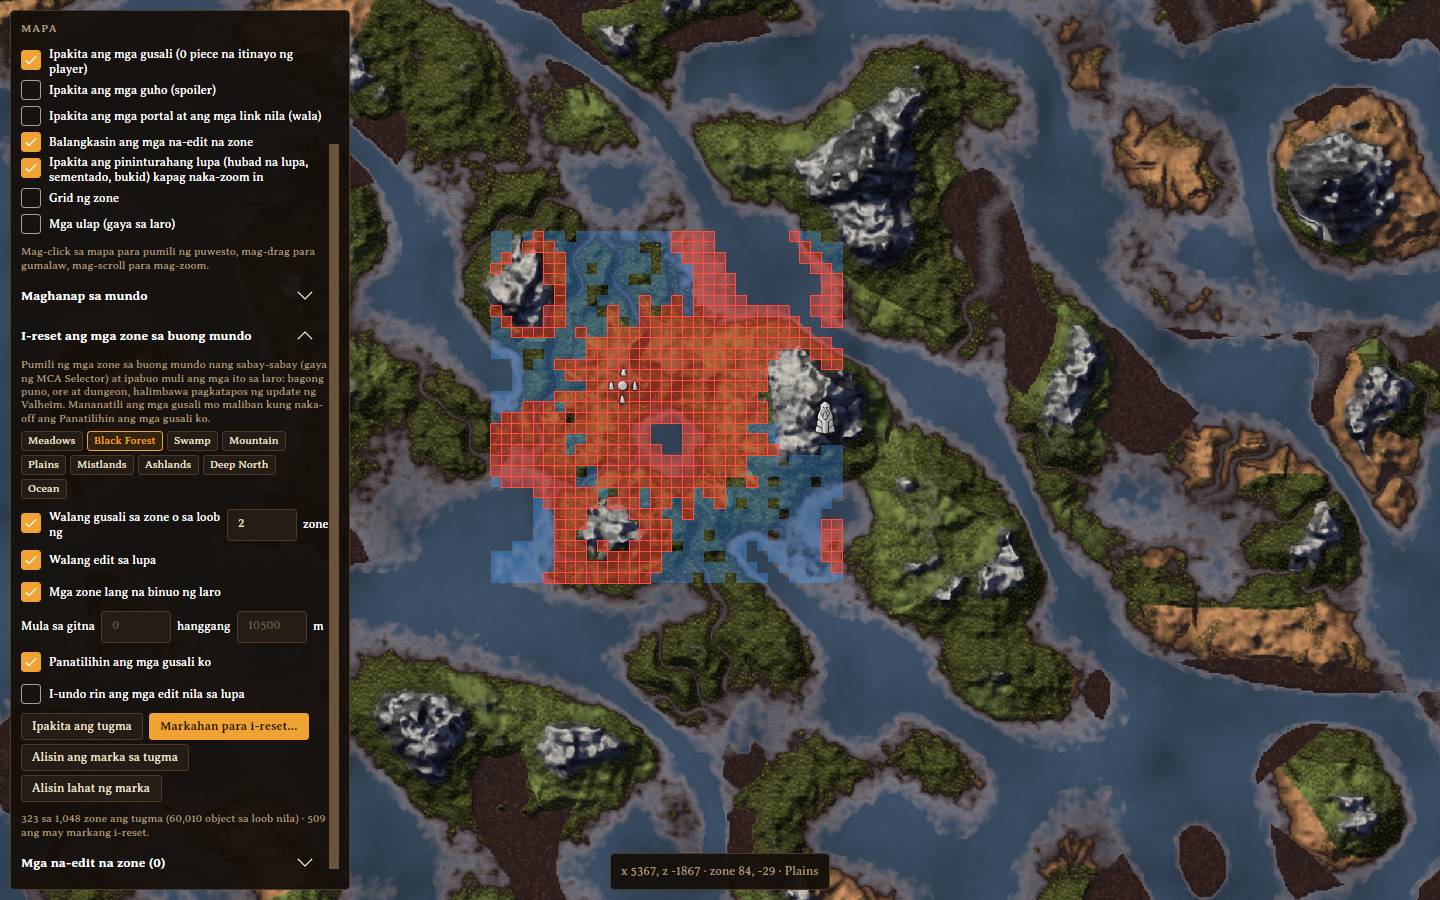 MAPA
Ipakita ang mga gusali (0 piece na itinayo ng
player)
Ipakita ang mga guho (spoiler)
Ipakita ang mga portal at ang mga link nila (wala)
Balangkasin ang mga na-edit na zone
Ipakita ang pininturahang lupa (hubad na lupa,
sementado, bukid) kapag naka-zoom in
Grid ng zone
Mga ulap (gaya sa laro)
Mag-click sa mapa para pumili ng puwesto, mag-drag para
gumalaw, mag-scroll para mag-zoom.
Maghanap sa mundo
I-reset ang mga zone sa buong mundo
Pumili ng mga zone sa buong mundo nang sabay-sabay (gaya
ng MCA Selector) at ipabuo muli ang mga ito sa laro: bagong
puno, ore at dungeon, halimbawa pagkatapos ng update ng
Valheim. Mananatili ang mga gusali mo maliban kung naka-
off ang Panatilihin ang mga gusali ko.
Meadows Black Forest Swamp Mountain
Plains Mistlands Ashlands Deep North
Ocean
Walang gusali sa zone o sa loob 2 zone
ng
Walang edit sa lupa
Mga zone lang na binuo ng laro
Mula sa gitna 0 hanggang 10500 m
Panatilihin ang mga gusali ko
I-undo rin ang mga edit nila sa lupa
Ipakita ang tugma Markahan para i-reset...
Alisin ang marka sa tugma
Alisin lahat ng marka
323 sa 1,048 zone ang tugma (60,010 object sa loob nila) · 509
ang may markang i-reset.
Mga na-edit na zone (0)
x 5367, z -1867 · zone 84, -29 · Plains